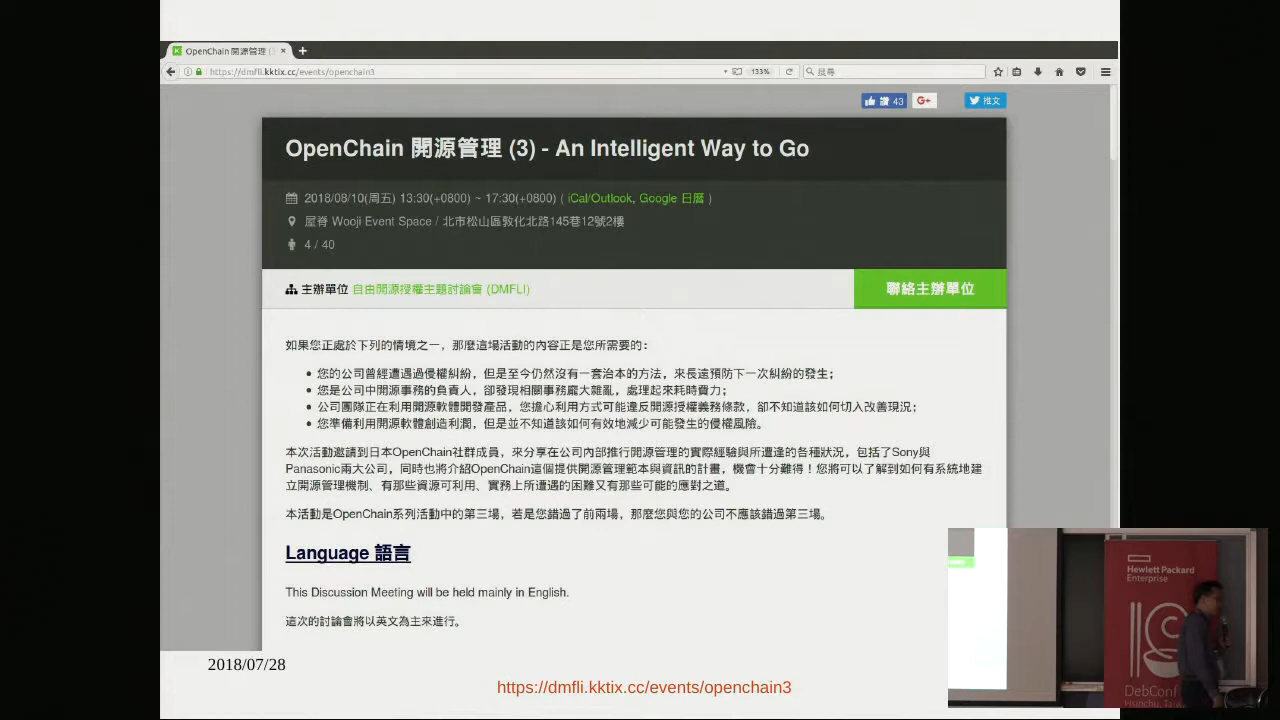 OpenChain 開源管理 (3
https://dmfli.kktix.cc/events/openchain3
133%
搜尋
讚 43
G+
推文
OpenChain 開源管理 (3) - An Intelligent Way to Go
2018/08/10(周五) 13:30(+0800) ~ 17:30(+0800) ( iCal/Outlook, Google 日曆 )
屋脊 Wooji Event Space / 北市松山區敦化北路145巷12號2樓
4 / 40
主辦單位 自由開源授權主題討論會 (DMFLI)
聯絡主辦單位
如果您正處於下列的情境之一，那麼這場活動的內容正是您所需要的：
您的公司曾經遭遇過侵權糾紛，但是至今仍然沒有一套治本的方法，來長遠預防下一次糾紛的發生；
您是公司中開源事務的負責人，卻發現相關事務龐大雜亂，處理起來耗時費力；
公司團隊正在利用開源軟體開發產品，您擔心利用方式可能違反開源授權義務條款，卻不知道該如何切入改善現況；
您準備利用開源軟體創造利潤，但是並不知道該如何有效地減少可能發生的侵權風險。
本次活動邀請到日本OpenChain社群成員，來分享在公司內部推行開源管理的實際經驗與所遭逢的各種狀況，包括了Sony與
Panasonic兩大公司，同時也將介紹OpenChain這個提供開源管理範本與資訊的計畫，機會十分難得！您將可以了解到如何有系統地建
立開源管理機制、有那些資源可利用、實務上所遭遇的困難又有那些可能的應對之道。
本活動是OpenChain系列活動中的第三場，若是您錯過了前兩場，那麼您與您的公司不應該錯過第三場。
Language 語言
This Discussion Meeting will be held mainly in English.
這次的討論會將以英文為主來進行。
2018/07/28
https://dmfli.kktix.cc/events/openchain3
Hewlett Packard
Enterprise
DebConf
Hsinchu,